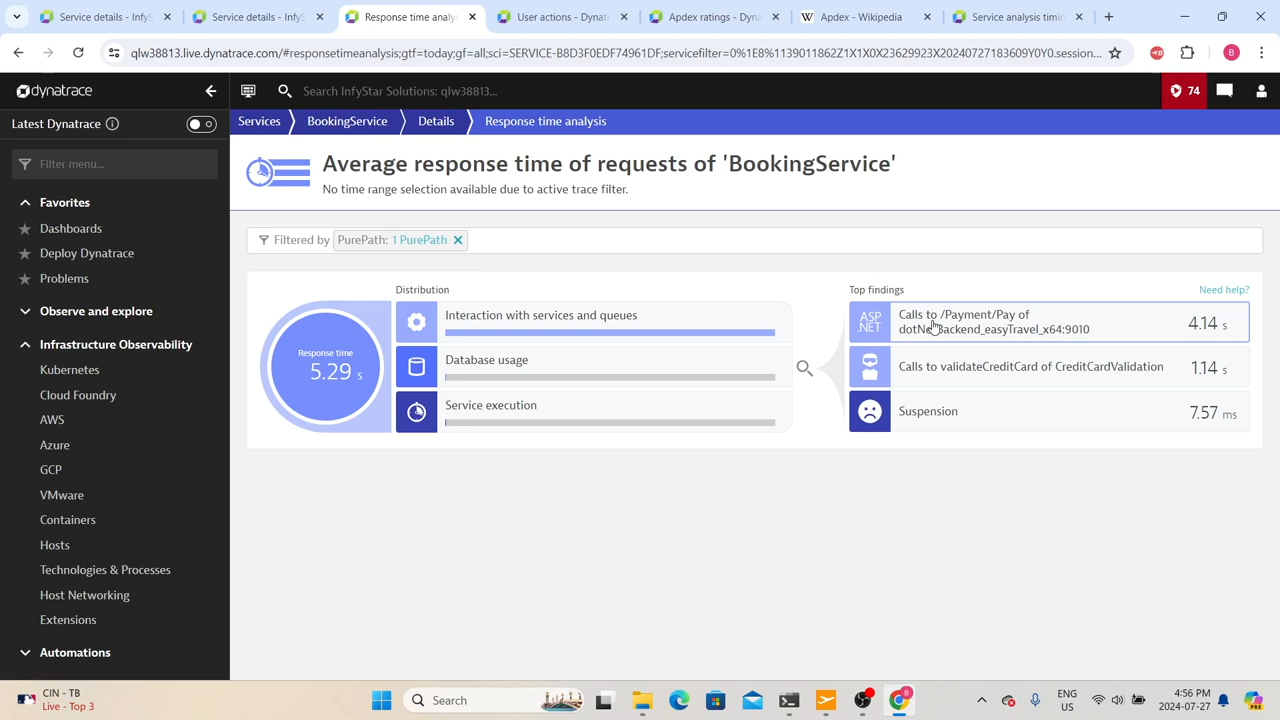 Service details - InfyS
Service details - InfyS
Response time analys
User actions - Dynat
Apdex ratings - Dyna
Apdex - Wikipedia
Service analysis timin
qlw38813.live.dynatrace.com/#responsetimeanalysis;gtf=today;gf=all;sci=SERVICE-B8D3F0EDF74961DF;servicefilter=0%1E8%1139011862Z1X1X0X23629923X20240727183609Y0Y0.session...
B
dynatrace
Search InfyStar Solutions: qlw38813...
74
Latest Dynatrace
Services
BookingService
Details
Response time analysis
Filter menu...
Average response time of requests of 'BookingService'
No time range selection available due to active trace filter.
Favorites
Dashboards
Deploy Dynatrace
Problems
Observe and explore
Infrastructure Observability
Kubernetes
Cloud Foundry
AWS
Azure
GCP
VMware
Containers
Hosts
Technologies & Processes
Host Networking
Extensions
Automations
Filtered by PurePath: 1 PurePath
Distribution
Response time
5.29 s
Interaction with services and queues
Database usage
Service execution
Top findings
Need help?
ASP
.NET
Calls to /Payment/Pay of
dotNetBackend_easyTravel_x64:9010
4.14 s
Calls to validateCreditCard of CreditCardValidation
1.14 s
Suspension
7.57 ms
CIN - TB
Live - Top 3
Search
ENG
US
4:56 PM
2024-07-27